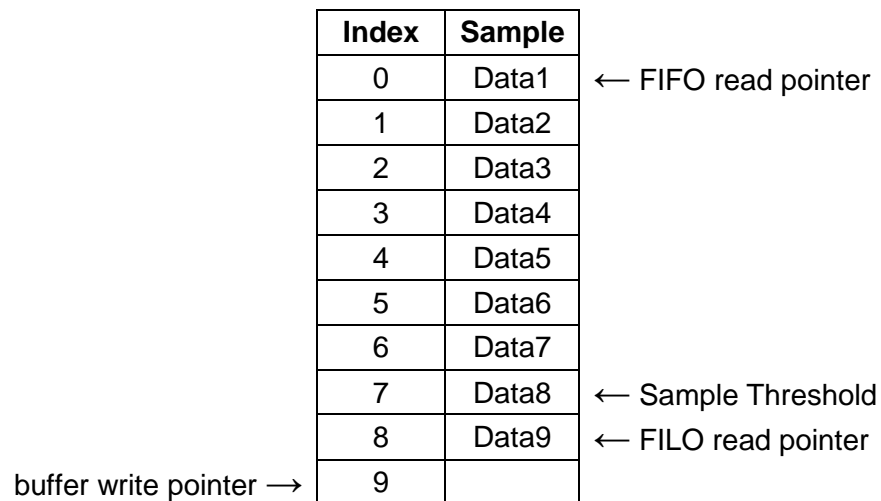 Index Sample
0 Data1 ← FIFO read pointer
1 Data2
2 Data3
3 Data4
4 Data5
5 Data6
6 Data7
7 Data8 ← Sample Threshold
8 Data9 ← FILO read pointer
buffer write pointer → 9